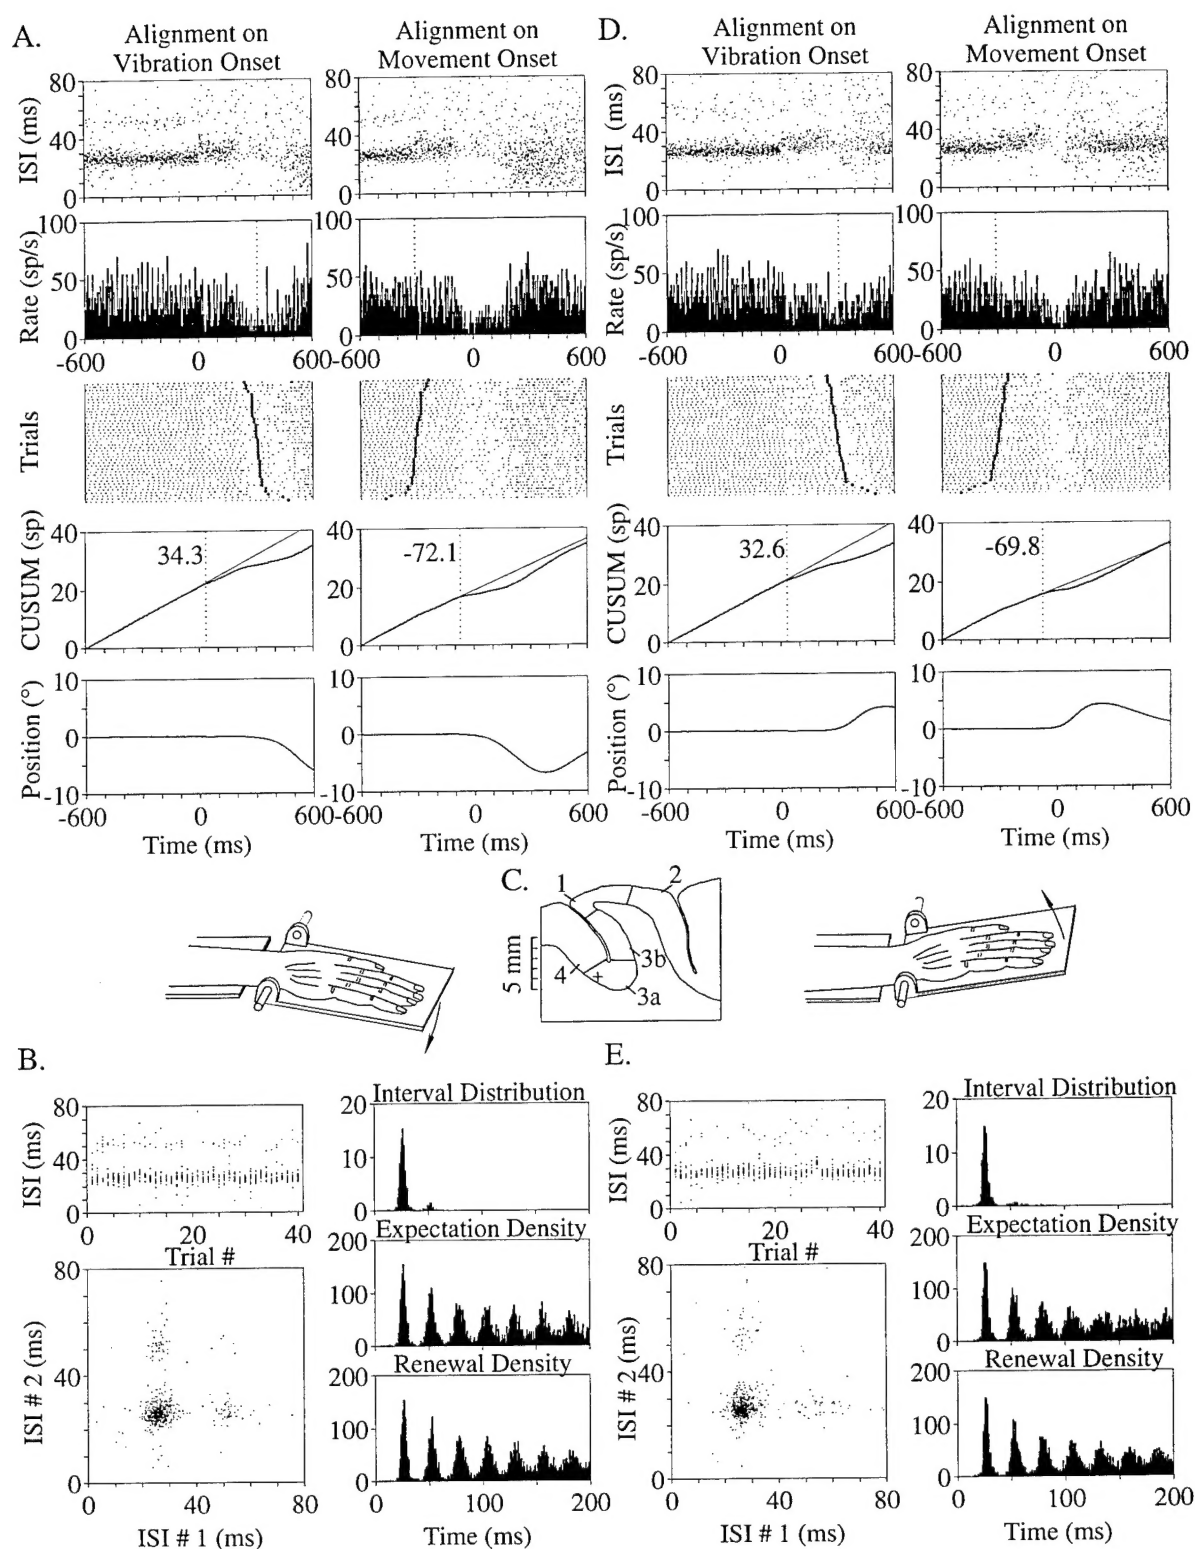 A.
Alignment on
Vibration Onset
Alignment on
Movement Onset
D.
Alignment on
Vibration Onset
Alignment on
Movement Onset
80
40
0
ISI (ms)
80
40
0
80
40
0
ISI (ms)
80
40
0
100
50
0
Rate (sp/s)
-600 0 600
100
50
0
-600 0 600
100
50
0
Rate (sp/s)
-600 0 600
100
50
0
-600 0 600
Trials
Trials
40
20
0
CUSUM (sp)
34.3
40
20
0
-72.1
40
20
0
CUSUM (sp)
32.6
40
20
0
-69.8
10
0
-10
Position (°)
-600 0 600
Time (ms)
10
0
-10
-600 0 600
Time (ms)
10
0
-10
Position (°)
-600 0 600
Time (ms)
10
0
-10
-600 0 600
Time (ms)
C.
1
2
3b
4
+
3a
5 mm
B.
80
40
0
ISI (ms)
0 20 40
Trial #
80
40
0
ISI # 2 (ms)
0 40 80
ISI # 1 (ms)
Interval Distribution
20
10
0
Expectation Density
200
100
0
Renewal Density
200
100
0
0 100 200
Time (ms)
E.
80
40
0
ISI (ms)
0 20 40
Trial #
80
40
0
ISI # 2 (ms)
0 40 80
ISI # 1 (ms)
Interval Distribution
20
10
0
Expectation Density
200
100
0
Renewal Density
200
100
0
0 100 200
Time (ms)